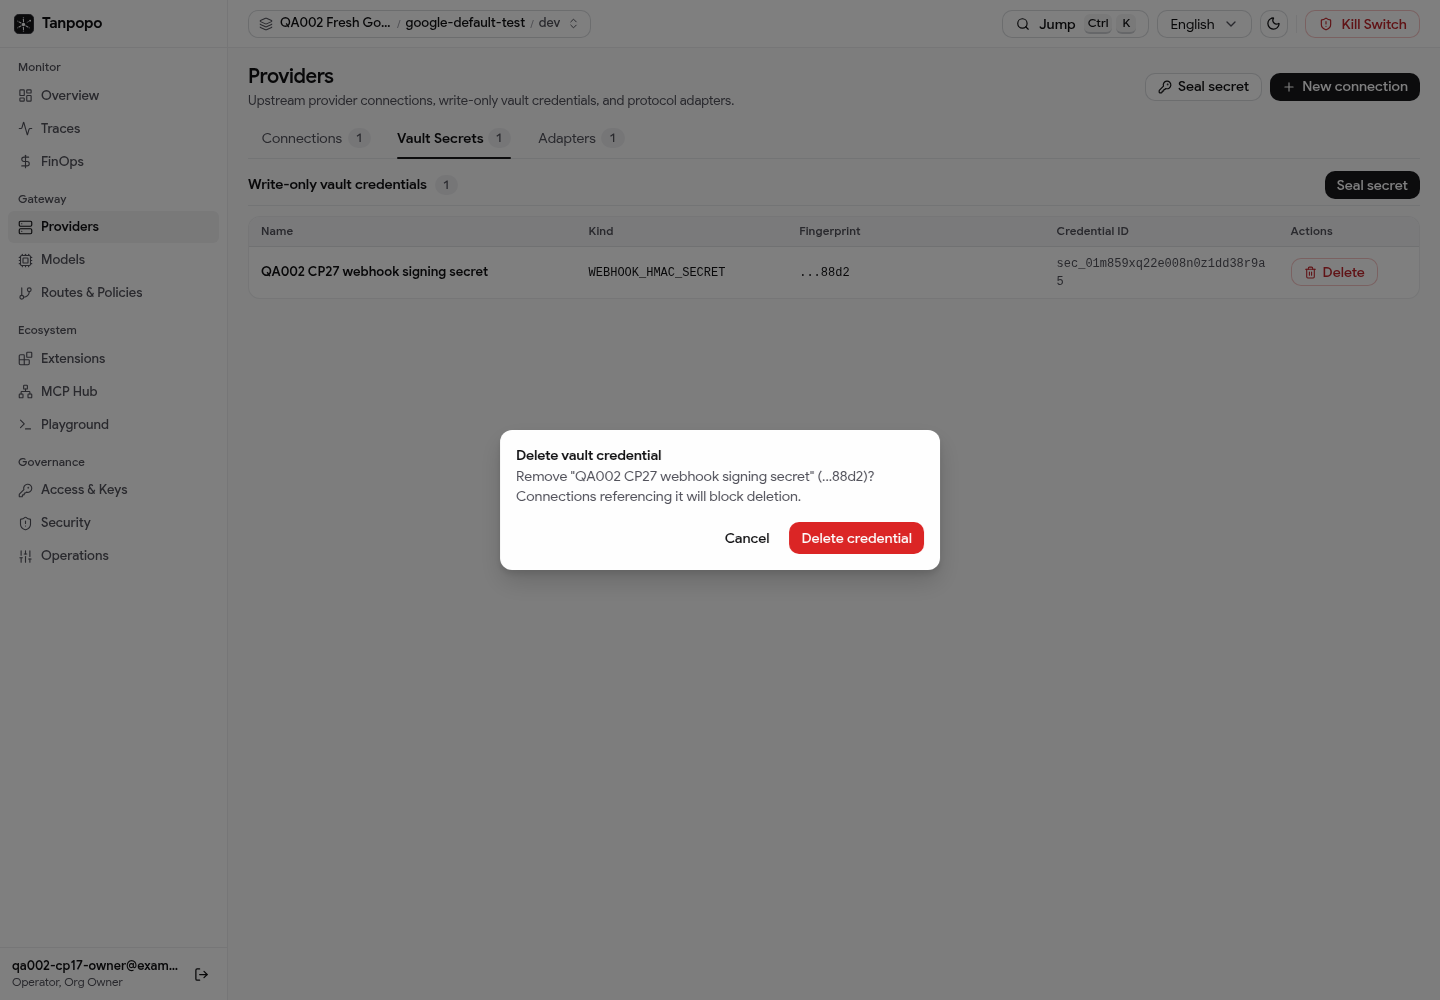 Tanpopo
QA002 Fresh Go... / google-default-test / dev
Jump Ctrl K
English
Kill Switch
Monitor
Overview
Traces
FinOps
Gateway
Providers
Models
Routes & Policies
Ecosystem
Extensions
MCP Hub
Playground
Governance
Access & Keys
Security
Operations
qa002-cp17-owner@exam...
Operator, Org Owner
Providers
Upstream provider connections, write-only vault credentials, and protocol adapters.
Seal secret
New connection
Connections 1
Vault Secrets 1
Adapters 1
Write-only vault credentials 1
Seal secret
Name Kind Fingerprint Credential ID Actions
QA002 CP27 webhook signing secret WEBHOOK_HMAC_SECRET ...88d2 sec_01m859xq22e008n0z1dd38r9a
5
Delete
Delete vault credential
Remove "QA002 CP27 webhook signing secret" (...88d2)?
Connections referencing it will block deletion.
Cancel
Delete credential